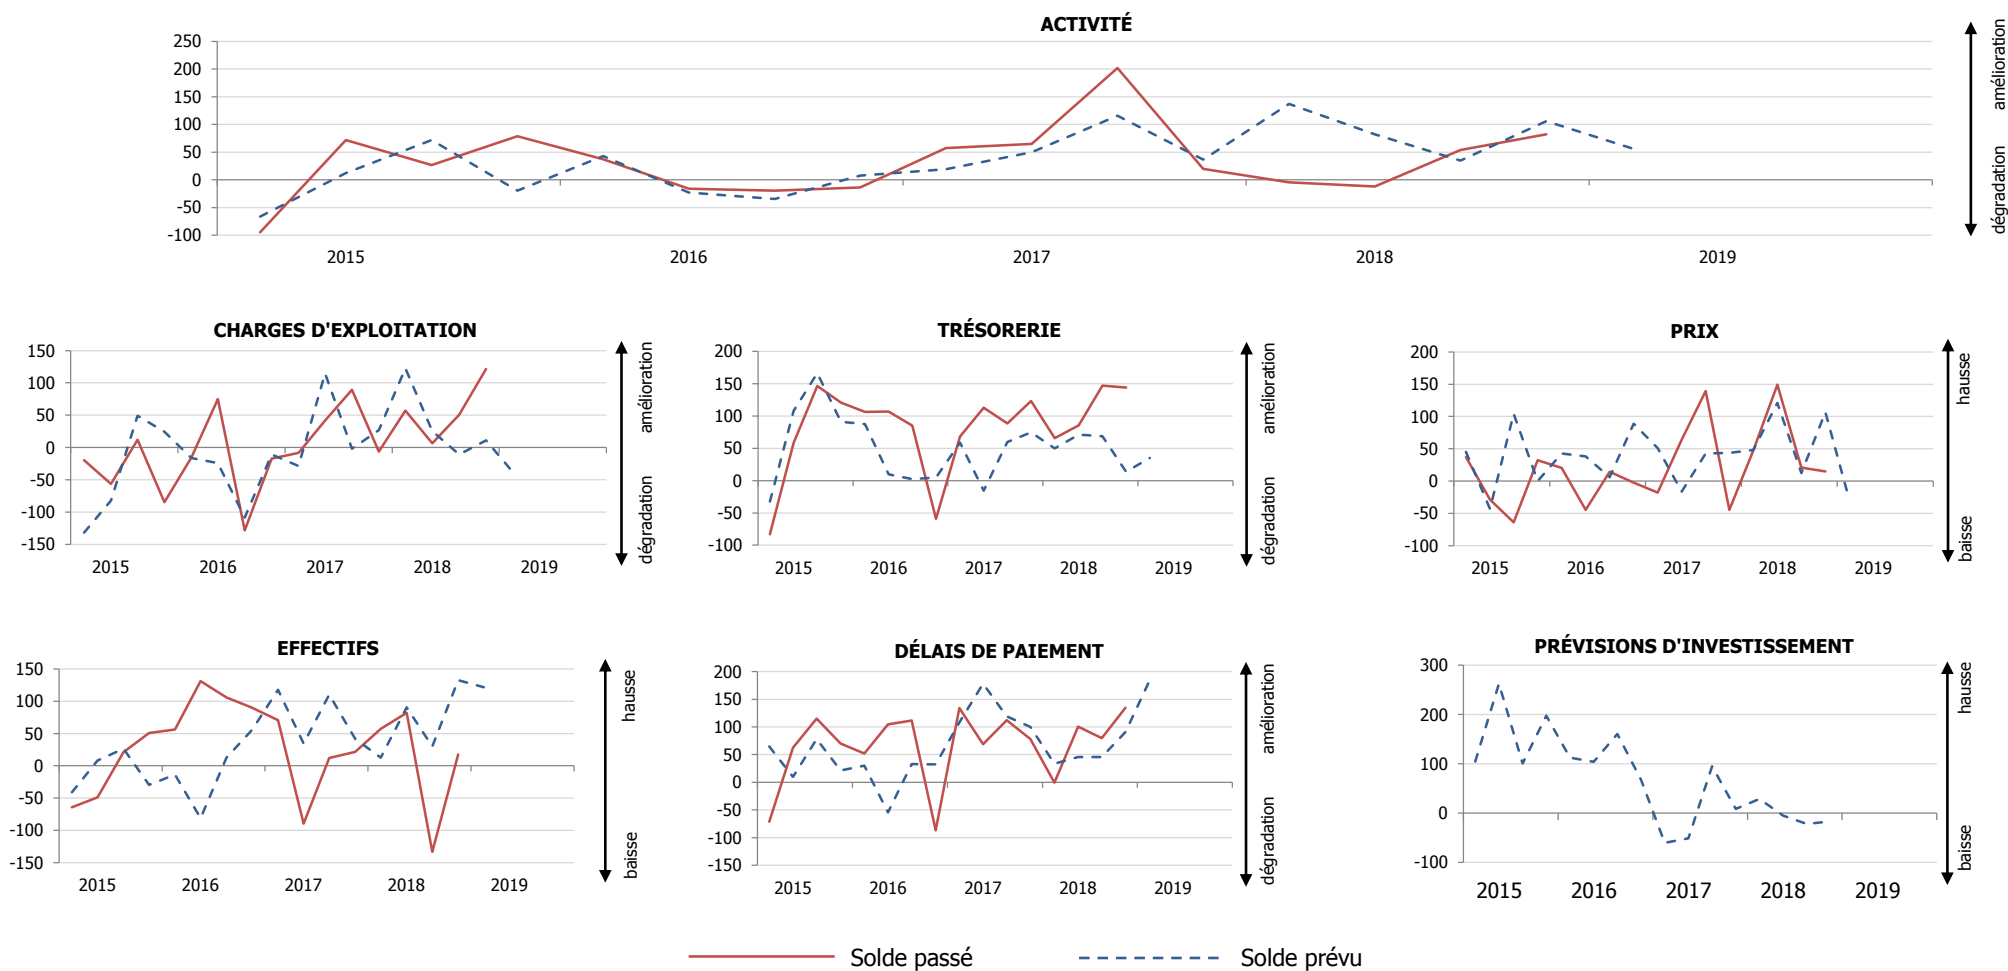 ACTIVITÉ
250
200
150
100
50
0
-50
-100
2015 2016 2017 2018 2019
amélioration
dégradation
CHARGES D'EXPLOITATION
150
100
50
0
-50
-100
-150
2015 2016 2017 2018 2019
amélioration
dégradation
TRÉSORERIE
200
150
100
50
0
-50
-100
2015 2016 2017 2018 2019
amélioration
dégradation
PRIX
200
150
100
50
0
-50
-100
2015 2016 2017 2018 2019
hausse
baisse
EFFECTIFS
150
100
50
0
-50
-100
-150
2015 2016 2017 2018 2019
hausse
baisse
DÉLAIS DE PAIEMENT
200
150
100
50
0
-50
-100
-150
2015 2016 2017 2018 2019
amélioration
dégradation
PRÉVISIONS D'INVESTISSEMENT
300
200
100
0
-100
2015 2016 2017 2018 2019
hausse
baisse
Solde passé Solde prévu